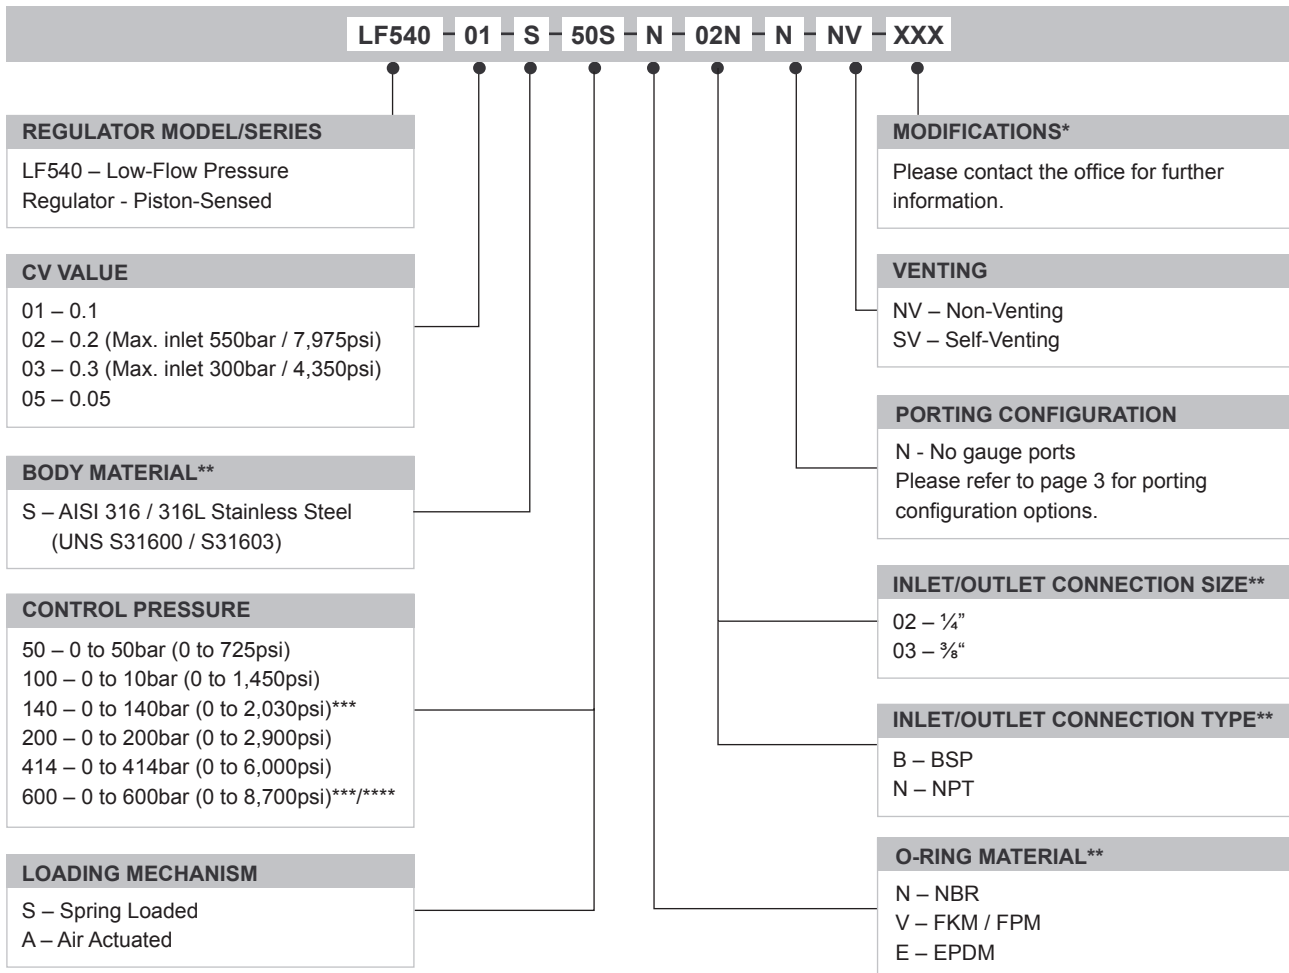 LF540 01 S 50S N 02N N NV XXX
REGULATOR MODEL/SERIES
LF540 – Low-Flow Pressure
Regulator - Piston-Sensed
CV VALUE
01 – 0.1
02 – 0.2 (Max. inlet 550bar / 7,975psi)
03 – 0.3 (Max. inlet 300bar / 4,350psi)
05 – 0.05
BODY MATERIAL**
S – AISI 316 / 316L Stainless Steel
(UNS S31600 / S31603)
CONTROL PRESSURE
50 – 0 to 50bar (0 to 725psi)
100 – 0 to 10bar (0 to 1,450psi)
140 – 0 to 140bar (0 to 2,030psi)***
200 – 0 to 200bar (0 to 2,900psi)
414 – 0 to 414bar (0 to 6,000psi)
600 – 0 to 600bar (0 to 8,700psi)***/****
LOADING MECHANISM
S – Spring Loaded
A – Air Actuated
MODIFICATIONS*
Please contact the office for further
information.
VENTING
NV – Non-Venting
SV – Self-Venting
PORTING CONFIGURATION
N - No gauge ports
Please refer to page 3 for porting
configuration options.
INLET/OUTLET CONNECTION SIZE**
02 – ¼”
03 – ⅜“
INLET/OUTLET CONNECTION TYPE**
B – BSP
N – NPT
O-RING MATERIAL**
N – NBR
V – FKM / FPM
E – EPDM